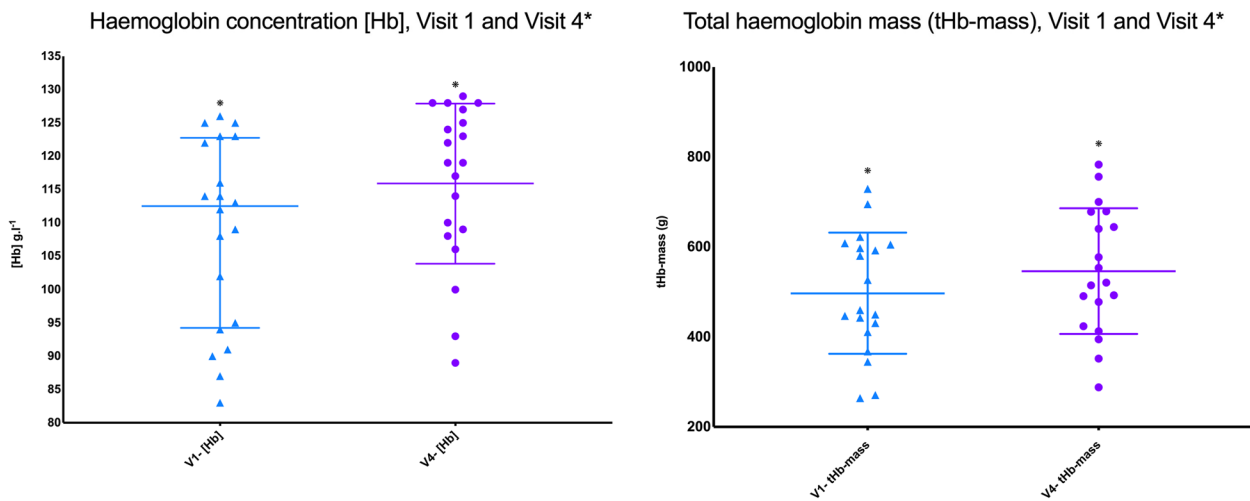 Haemoglobin concentration [Hb], Visit 1 and Visit 4*
135
130
125
120
115
110
105
100
95
90
85
80
[Hb] g.l-1
*
*
V1- [Hb]
V4- [Hb]
Total haemoglobin mass (tHb-mass), Visit 1 and Visit 4*
1000
800
600
400
200
tHb-mass (g)
*
*
V1- tHb-mass
V4- tHb-mass